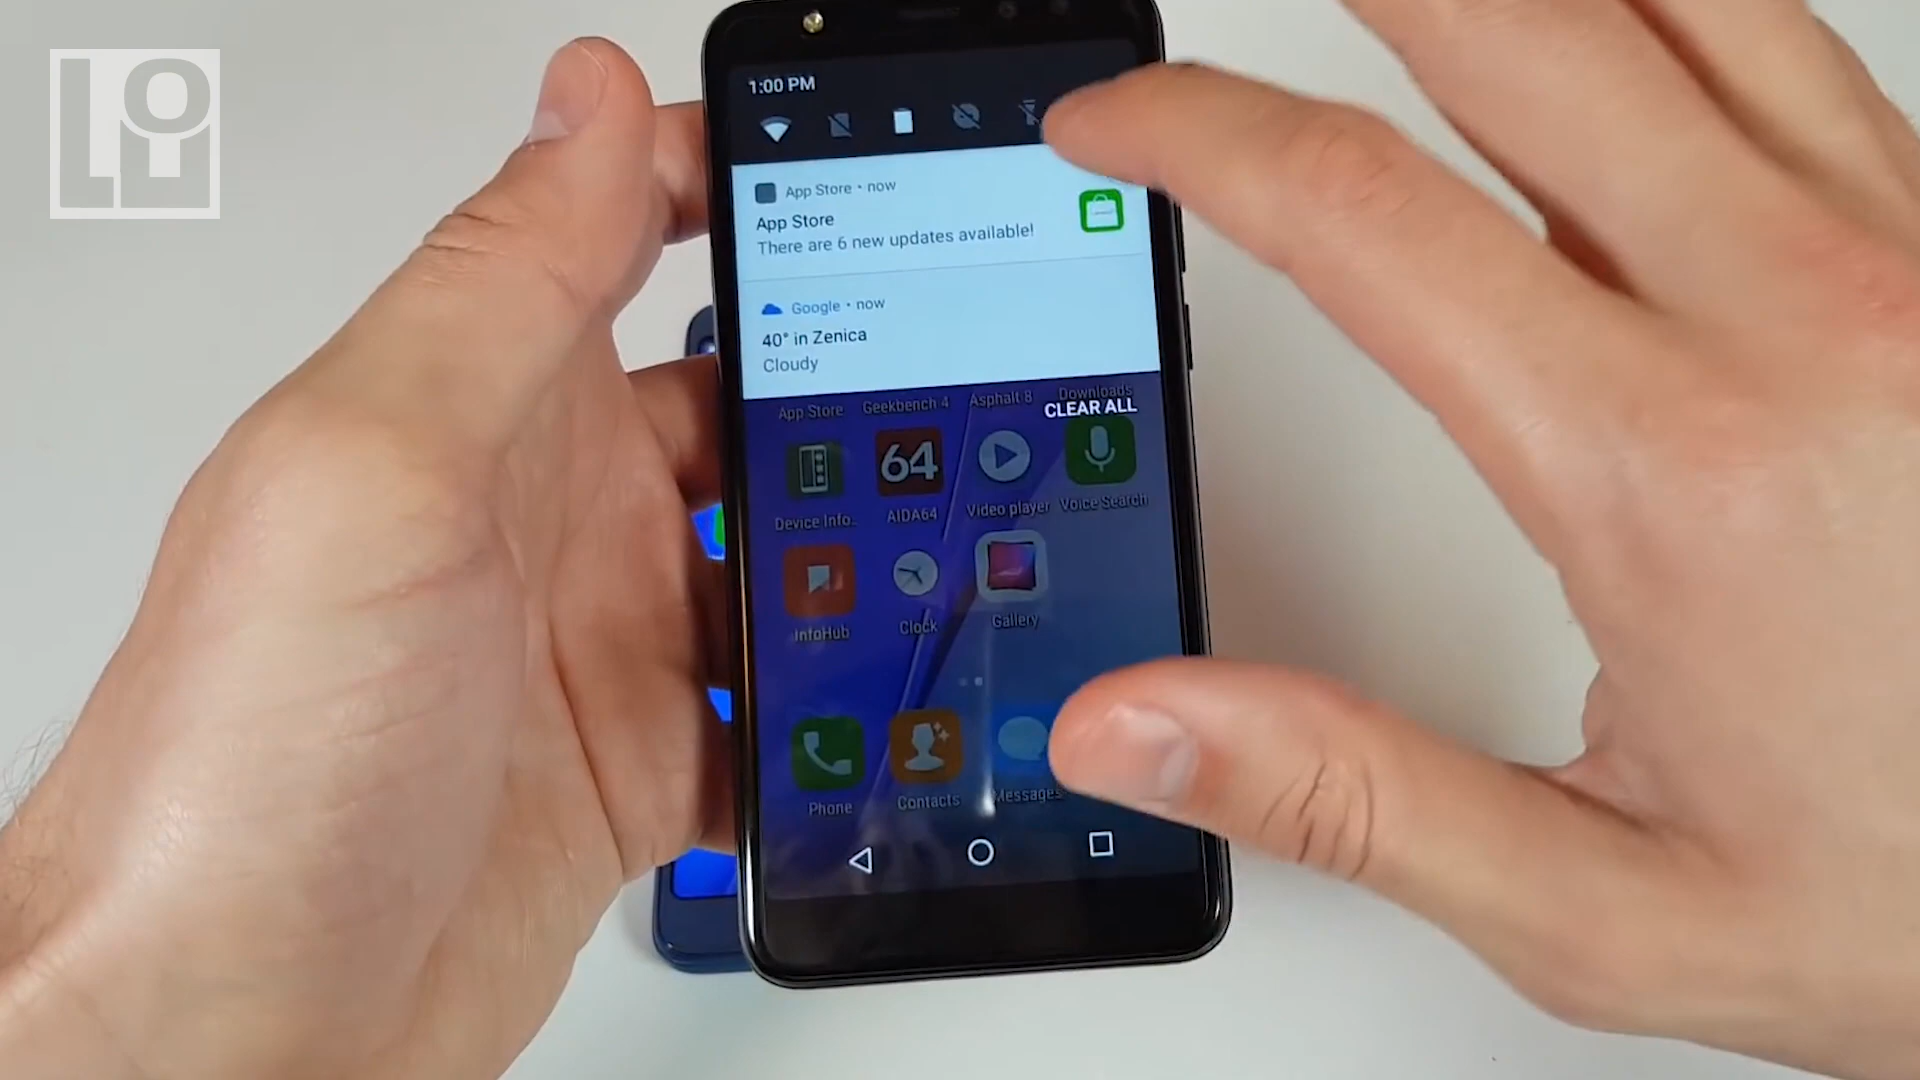 1:00 PM
App Store • now
App Store
There are 6 new updates available!
Google • now
40° in Zenica
Cloudy
App Store
Geekbench 4
Asphalt 8
Downloads
CLEAR ALL
64
Device Info..
AIDA64
Video player
Voice Search
InfoHub
Clock
Gallery
Phone
Contacts
Messages